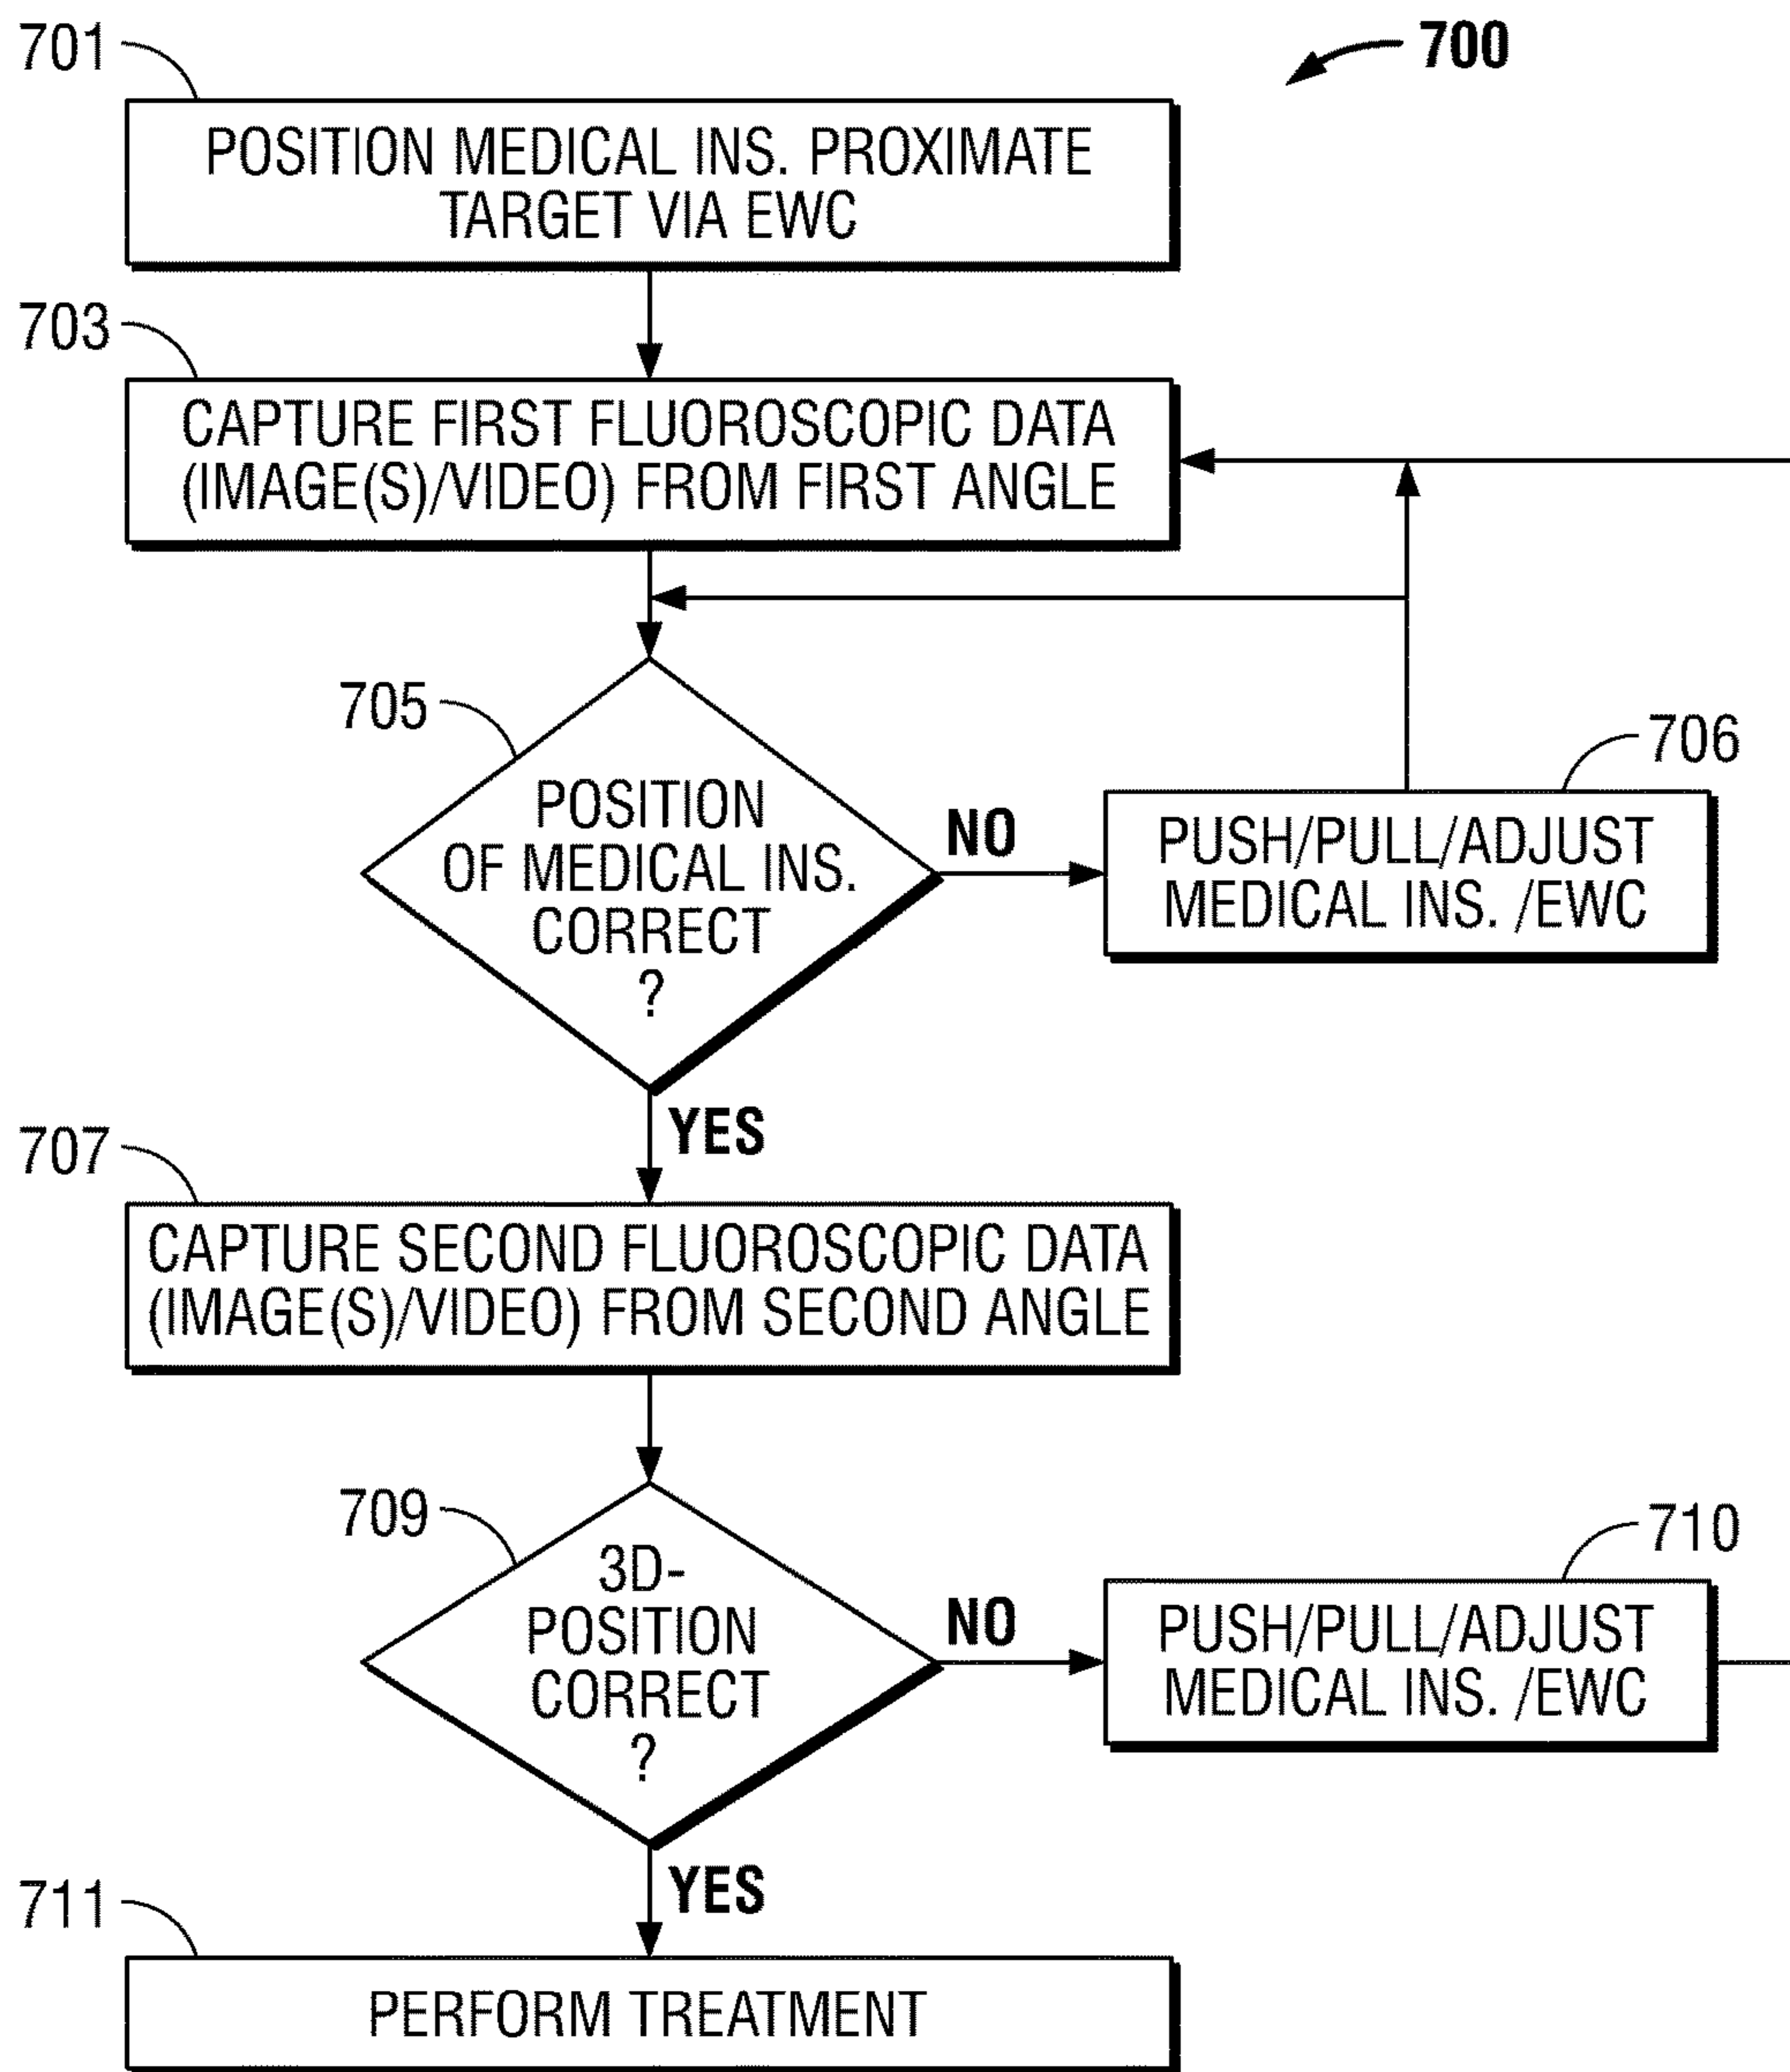 701
700
POSITION MEDICAL INS. PROXIMATE
TARGET VIA EWC
703
CAPTURE FIRST FLUOROSCOPIC DATA
(IMAGE(S)/VIDEO) FROM FIRST ANGLE
705
POSITION
OF MEDICAL INS.
CORRECT
?
NO
706
PUSH/PULL/ADJUST
MEDICAL INS. /EWC
YES
707
CAPTURE SECOND FLUOROSCOPIC DATA
(IMAGE(S)/VIDEO) FROM SECOND ANGLE
709
3D-
POSITION
CORRECT
?
NO
710
PUSH/PULL/ADJUST
MEDICAL INS. /EWC
YES
711
PERFORM TREATMENT